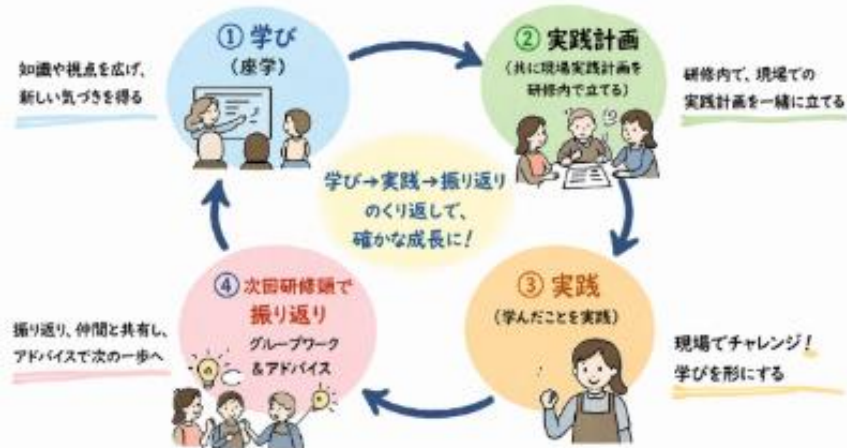 ① 学び
(座学)
知識や視点を広げ、
新しい気づきを得る
② 実践計画
(共に現場実践計画を
研修内で立てる)
研修内で、現場での
実践計画を一緒に立てる
学び→実践→振り返り
のくり返しで、
確かな成長に!
③ 実践
(学んだことを実践)
現場でチャレンジ!
学びを形にする
④ 次回研修頭で
振り返り
グループワーク
&アドバイス
振り返り、仲間と共有し、
アドバイスで次の一歩へ